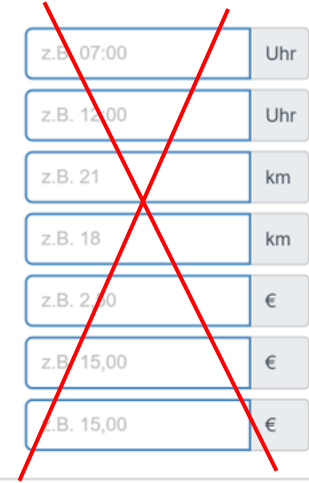 z.B. 07:00 Uhr
z.B. 12:00 Uhr
z.B. 21 km
z.B. 18 km
z.B. 2,50 €
z.B. 15,00 €
z.B. 15,00 €